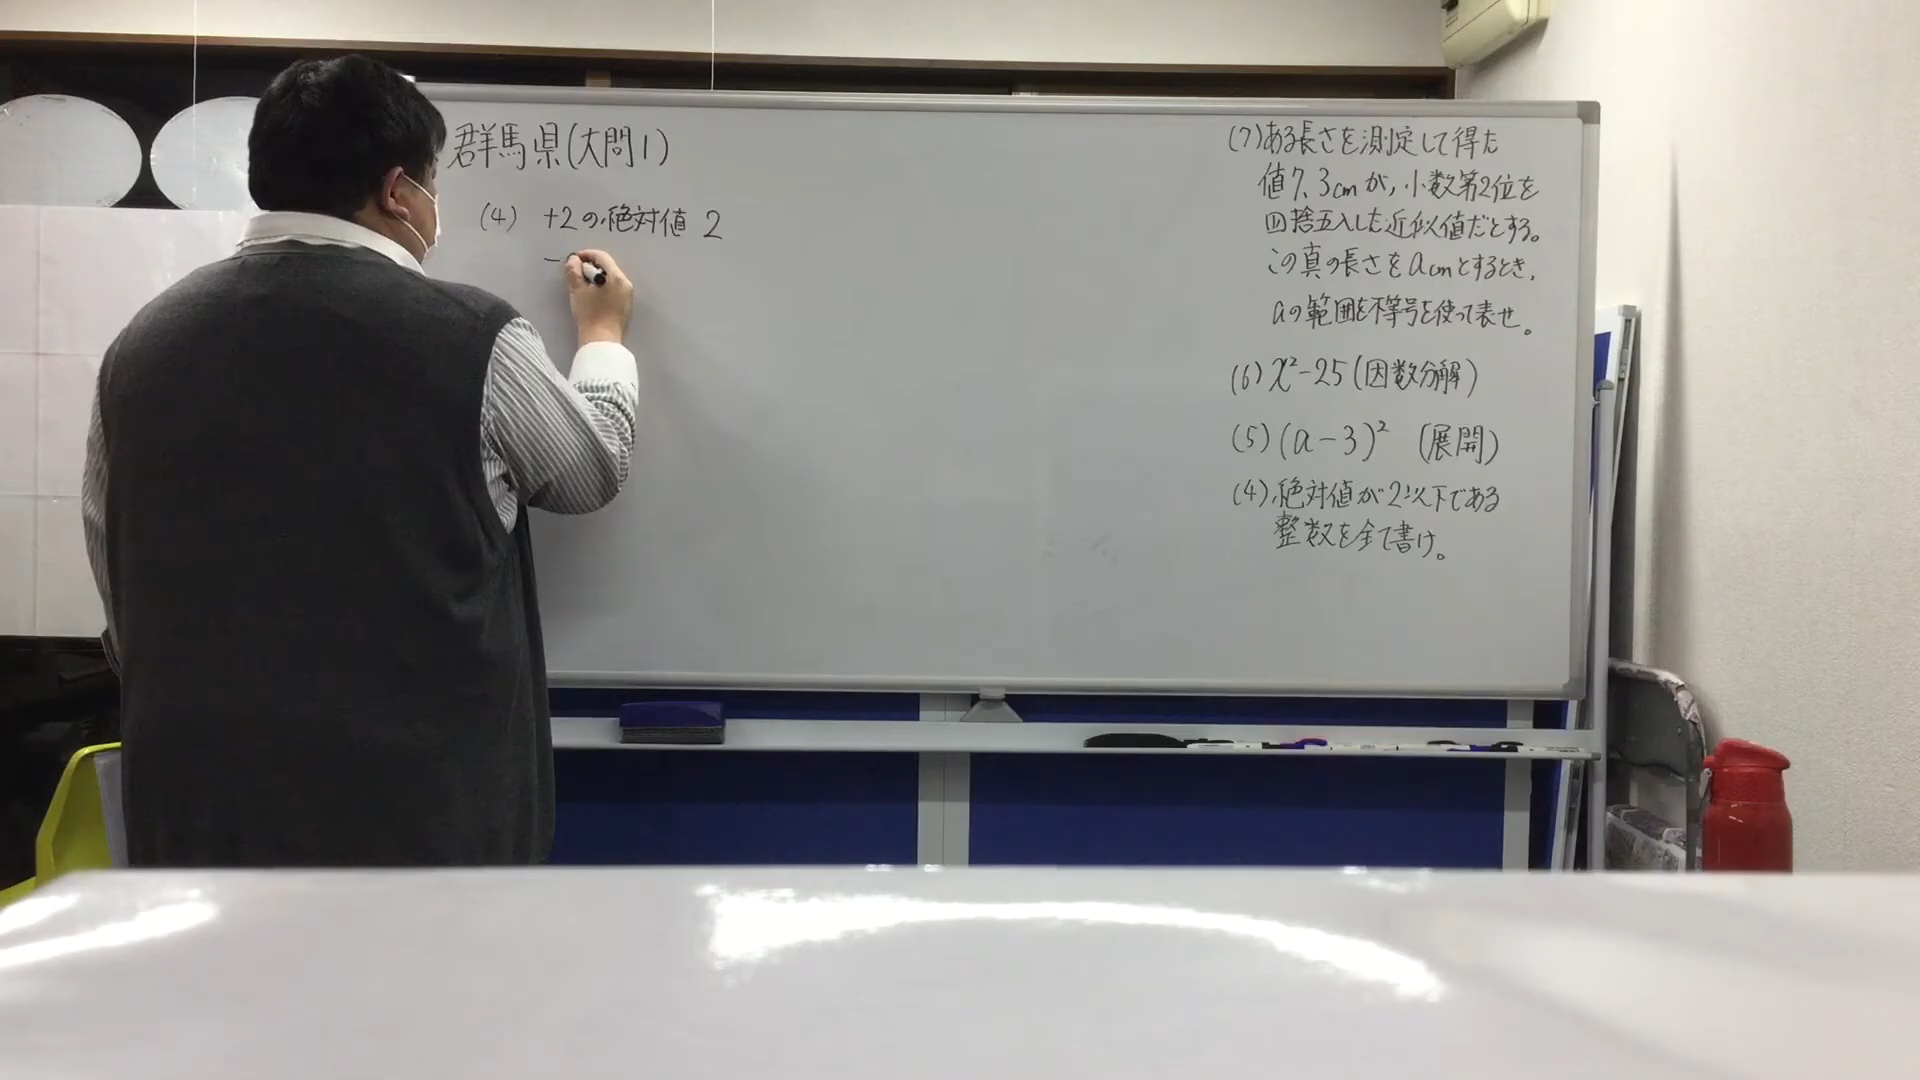 群馬県(大問1)
(4) +2の絶対値 2
－
(7)ある長さを測定して得た
値7.3cmが,小数第2位を
四捨五入した近似値だとする。
この真の長さをacmとするとき,
aの範囲を不等号を使って表せ。
(6) x²-25(因数分解)
(5) (a-3)² (展開)
(4)絶対値が2以下である
整数を全て書け。